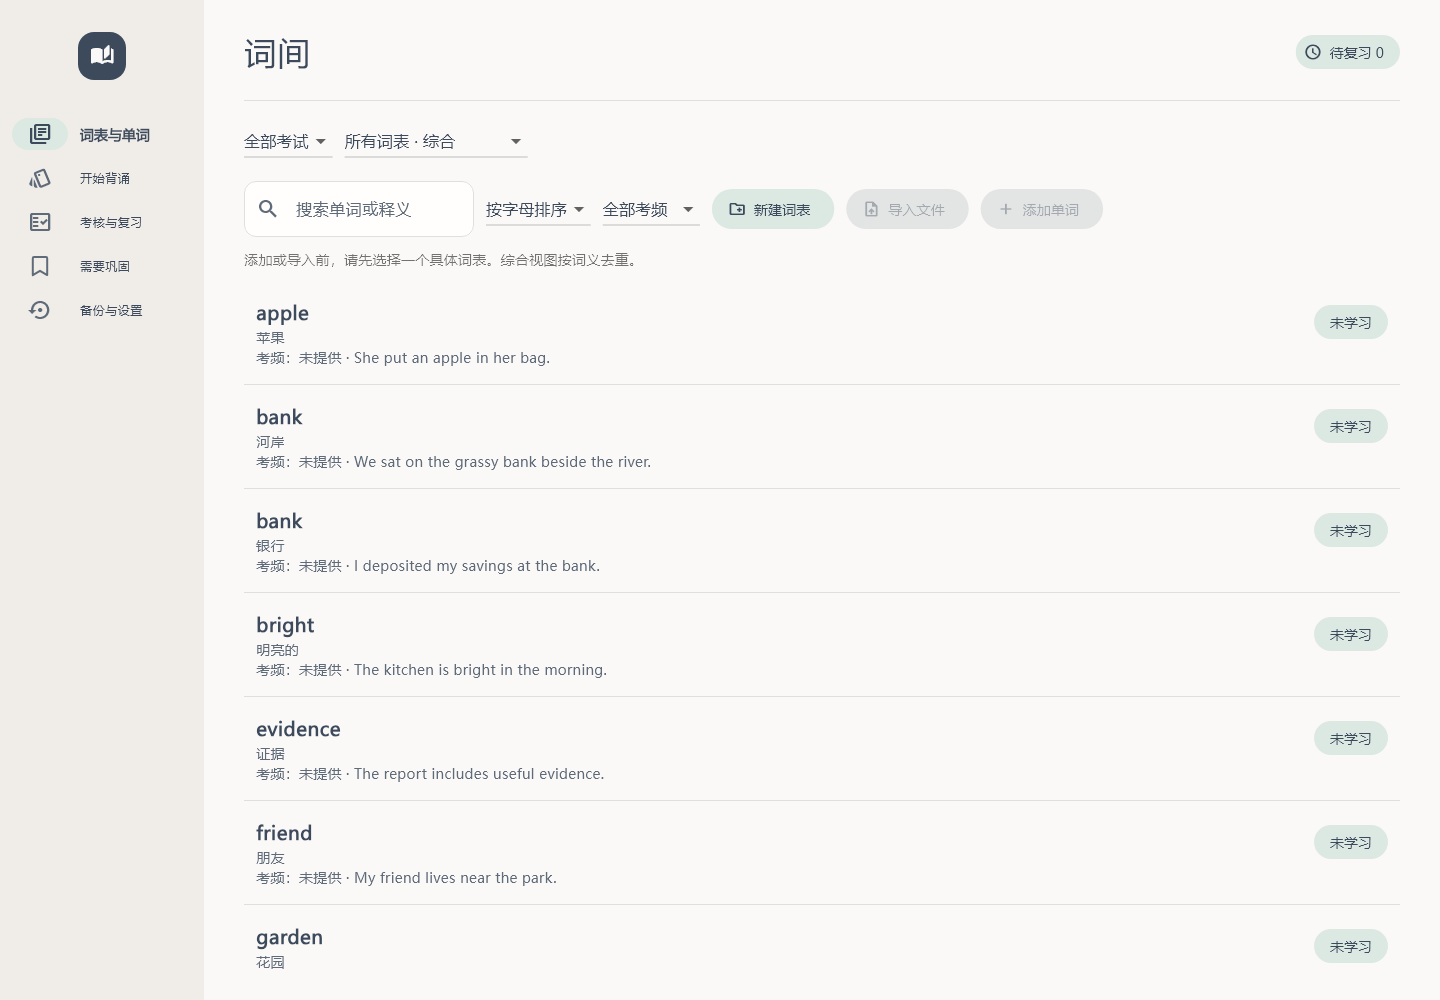 词间
待复习 0
词表与单词
开始背诵
考核与复习
需要巩固
备份与设置
全部考试
所有词表 · 综合
搜索单词或释义
按字母排序
全部考频
新建词表
导入文件
添加单词
添加或导入前，请先选择一个具体词表。综合视图按词义去重。
apple
未学习
苹果
考频：未提供 · She put an apple in her bag.
bank
未学习
河岸
考频：未提供 · We sat on the grassy bank beside the river.
bank
未学习
银行
考频：未提供 · I deposited my savings at the bank.
bright
未学习
明亮的
考频：未提供 · The kitchen is bright in the morning.
evidence
未学习
证据
考频：未提供 · The report includes useful evidence.
friend
未学习
朋友
考频：未提供 · My friend lives near the park.
garden
未学习
花园